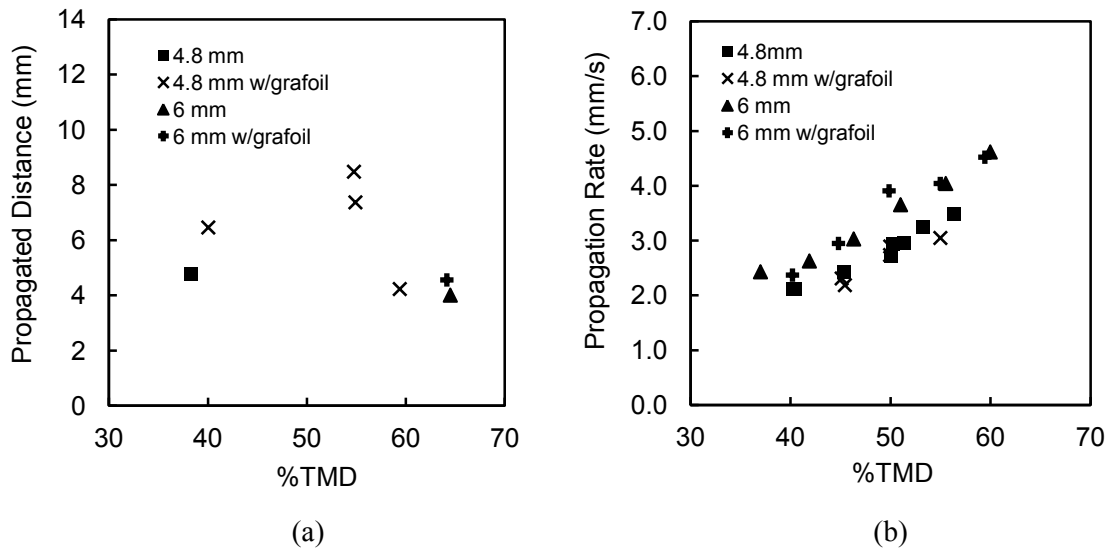 Propagated Distance (mm)
14
12
10
8
6
4
2
0
4.8 mm
4.8 mm w/grafoil
6 mm
6 mm w/grafoil
30 40 50 60 70
%TMD
(a)
Propagation Rate (mm/s)
7.0
6.0
5.0
4.0
3.0
2.0
1.0
0.0
4.8mm
4.8 mm w/grafoil
6 mm
6 mm w/grafoil
30 40 50 60 70
%TMD
(b)